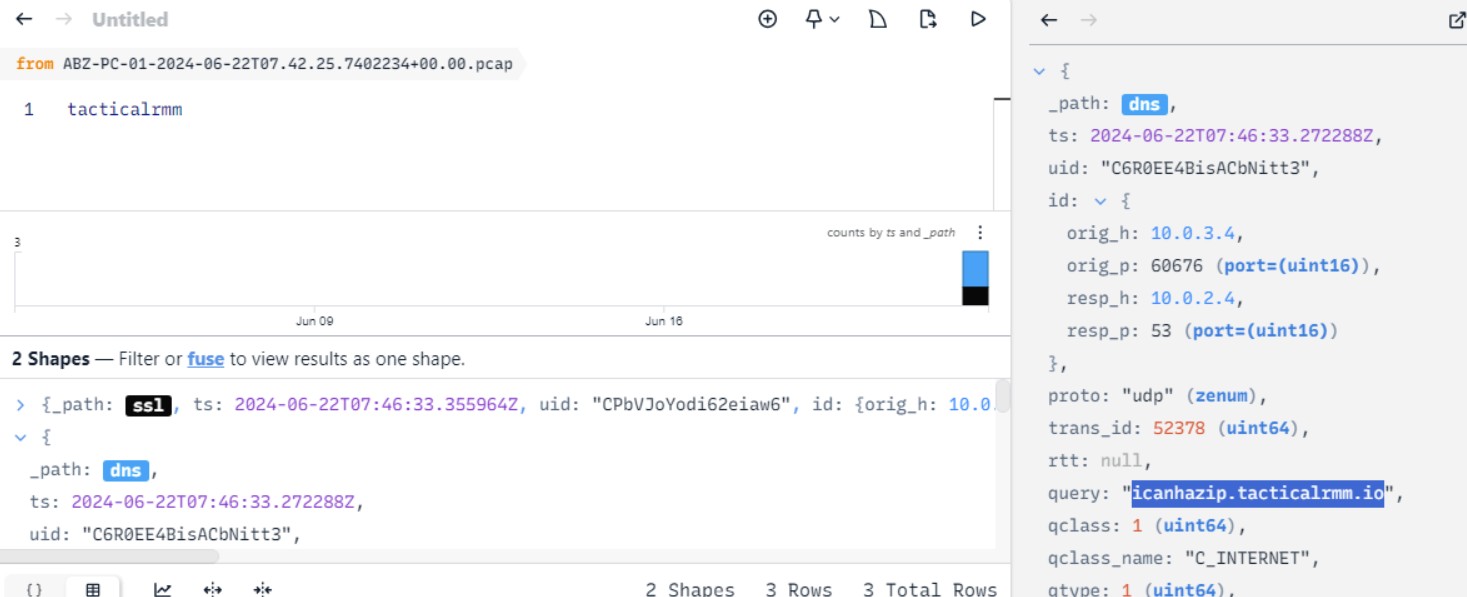 Untitled
from ABZ-PC-01-2024-06-22T07.42.25.7402234+00.00.pcap
1 tacticalrmm
counts by ts and _path
3
Jun 09 Jun 16
2 Shapes — Filter or fuse to view results as one shape.
{_path: ssl, ts: 2024-06-22T07:46:33.355964Z, uid: "CPbVJoYodi62eiaw6", id: {orig_h: 10.0.
{
_path: dns,
ts: 2024-06-22T07:46:33.272288Z,
uid: "C6R0EE4BisACbNitt3",
{} 2 Shapes 3 Rows 3 Total Rows
{
_path: dns,
ts: 2024-06-22T07:46:33.272288Z,
uid: "C6R0EE4BisACbNitt3",
id: {
orig_h: 10.0.3.4,
orig_p: 60676 (port=(uint16)),
resp_h: 10.0.2.4,
resp_p: 53 (port=(uint16))
},
proto: "udp" (zenum),
trans_id: 52378 (uint64),
rtt: null,
query: "icanhazip.tacticalrmm.io",
qclass: 1 (uint64),
qclass_name: "C_INTERNET",
qtype: 1 (uint64),